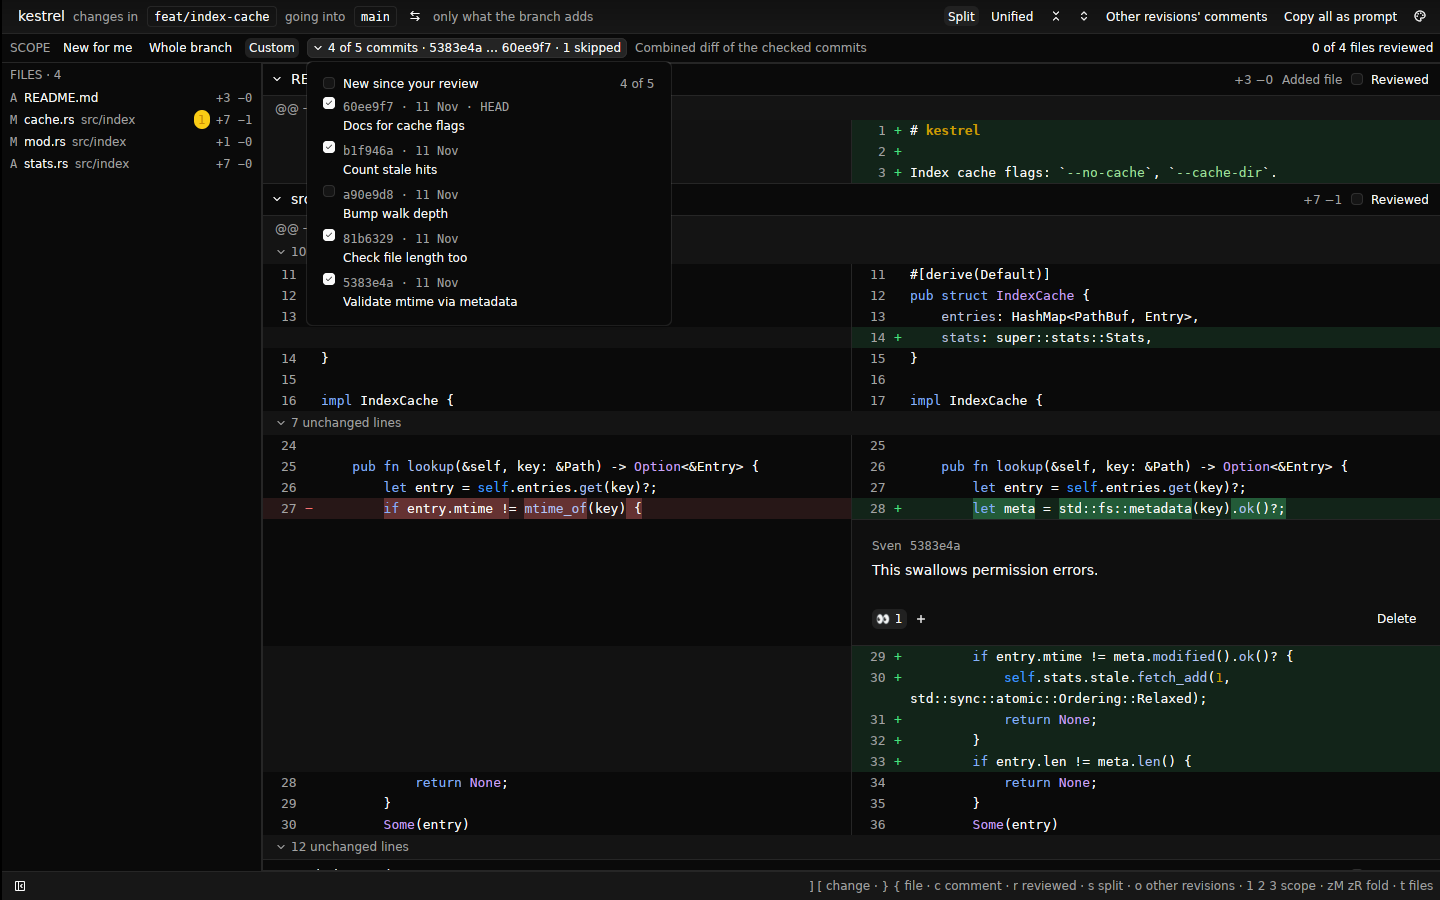 kestrel changes in feat/index-cache going into main ⇆ only what the branch adds Split Unified Other revisions' comments Copy all as prompt
SCOPE New for me Whole branch Custom 4 of 5 commits · 5383e4a … 60ee9f7 · 1 skipped Combined diff of the checked commits 0 of 4 files reviewed
FILES · 4
A README.md +3 −0
M cache.rs src/index 1 +7 −1
M mod.rs src/index +1 −0
A stats.rs src/index +7 −0
New since your review 4 of 5
60ee9f7 · 11 Nov · HEAD
Docs for cache flags
b1f946a · 11 Nov
Count stale hits
a90e9d8 · 11 Nov
Bump walk depth
81b6329 · 11 Nov
Check file length too
5383e4a · 11 Nov
Validate mtime via metadata
+3 −0 Added file Reviewed
@@
1 + # kestrel
2 +
3 + Index cache flags: `--no-cache`, `--cache-dir`.
+7 −1 Reviewed
@@
10
11 11 #[derive(Default)]
12 12 pub struct IndexCache {
13 13 entries: HashMap<PathBuf, Entry>,
14 + stats: super::stats::Stats,
14 } 15 }
15 16
16 impl IndexCache { 17 impl IndexCache {
7 unchanged lines
24 25
25 pub fn lookup(&self, key: &Path) -> Option<&Entry> { 26 pub fn lookup(&self, key: &Path) -> Option<&Entry> {
26 let entry = self.entries.get(key)?; 27 let entry = self.entries.get(key)?;
27 − if entry.mtime != mtime_of(key) { 28 + let meta = std::fs::metadata(key).ok()?;
Sven 5383e4a
This swallows permission errors.
👀 1 + Delete
29 + if entry.mtime != meta.modified().ok()? {
30 + self.stats.stale.fetch_add(1,
std::sync::atomic::Ordering::Relaxed);
31 + return None;
32 + }
33 + if entry.len != meta.len() {
28 return None; 34 return None;
29 } 35 }
30 Some(entry) 36 Some(entry)
12 unchanged lines
] [ change · } { file · c comment · r reviewed · s split · o other revisions · 1 2 3 scope · zM zR fold · t files